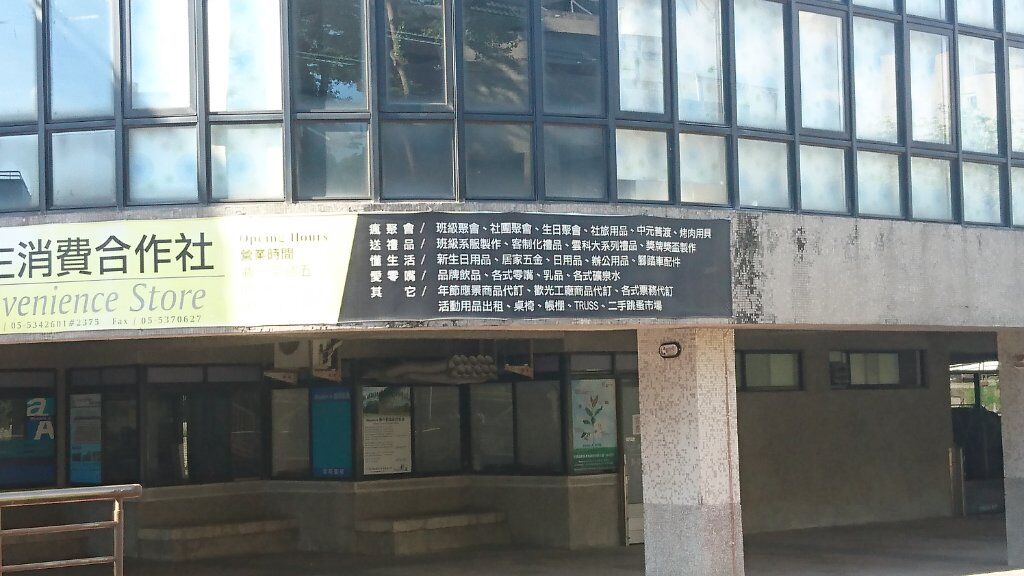 生消費合作社
venience Store
/ 05-5342601#2375 Fax / 05-5370627
Opening Hours
營業時間
五
瘋聚會/班級聚會、社團聚會、生日聚會、社旅用品、中元普渡、烤肉用具
送禮品/班級系服製作、客制化禮品、雲科大系列禮品、獎牌獎盃製作
懂生活/新生日用品、居家五金、日用品、辦公用品、腳踏車配件
愛零嘴/品牌飲品、各式零嘴、乳品、各式礦泉水
其它/年節應景商品代訂、歡光工廠商品代訂、各式票務代訂
活動用品出租、桌椅、帳棚、TRUSS、二手跳蚤市場
a
A